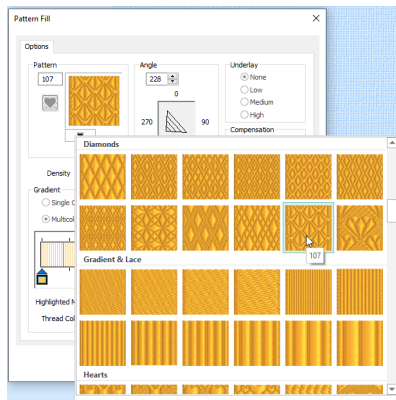 Pattern Fill
Options
Pattern
107
Angle
228
0
270
90
Underlay
None
Low
Medium
High
Compensation
Density
Gradient
Single
Multicol
Highlighted
Thread Col
Diamonds
107
Gradient & Lace
Hearts